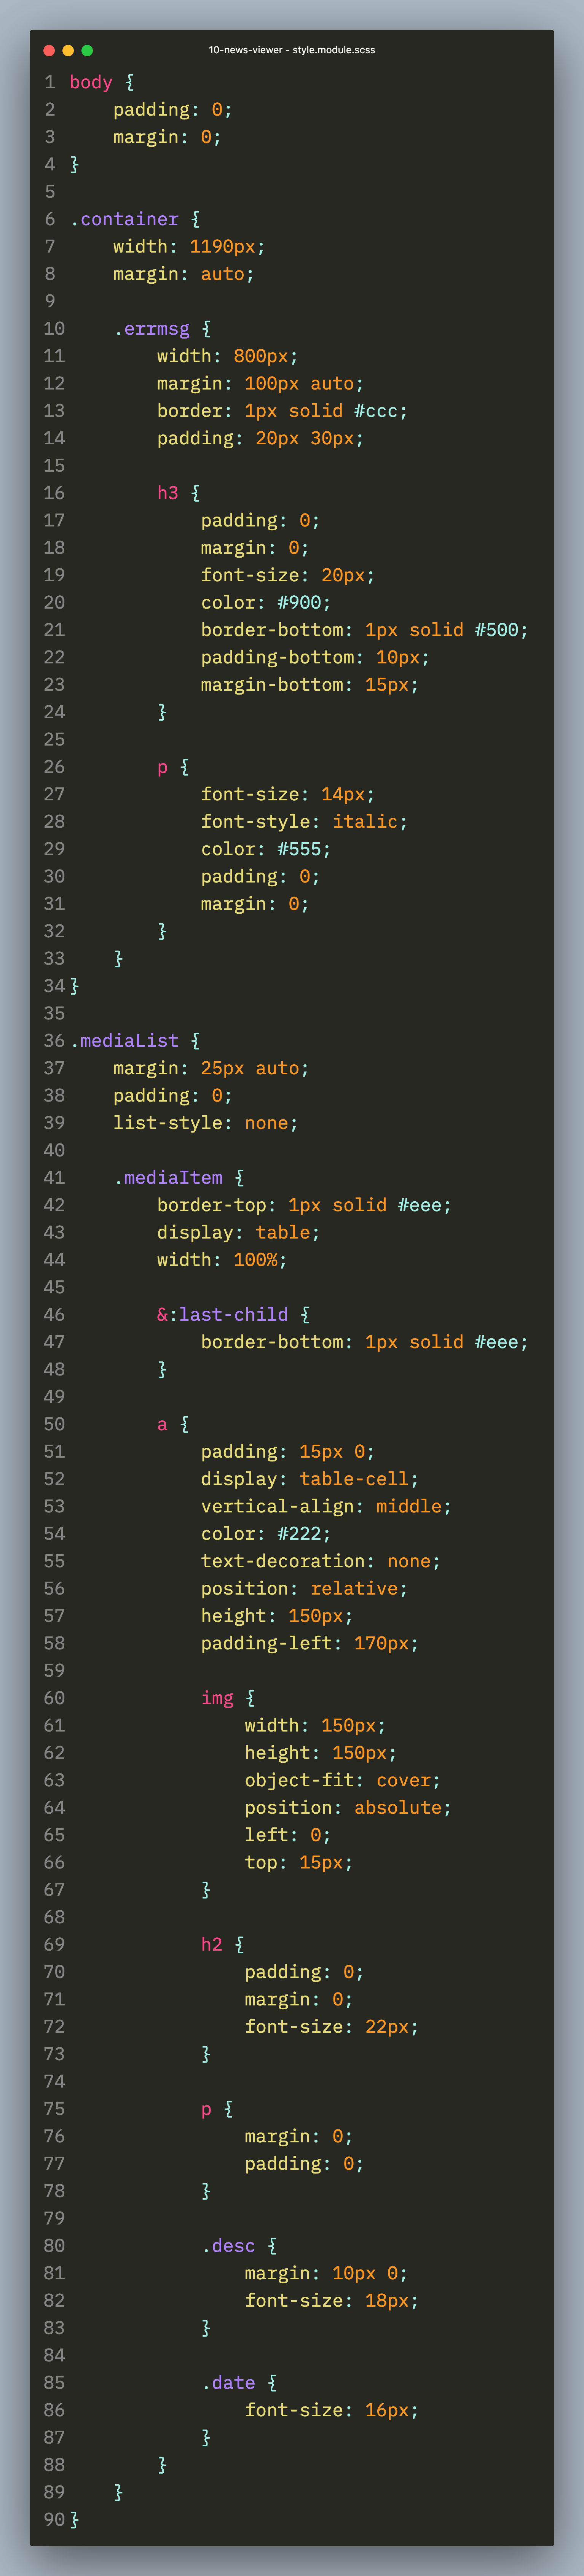 10-news-viewer - style.module.scss
1 body {
2     padding: 0;
3     margin: 0;
4 }
5
6 .container {
7     width: 1190px;
8     margin: auto;
9
10     .errmsg {
11         width: 800px;
12         margin: 100px auto;
13         border: 1px solid #ccc;
14         padding: 20px 30px;
15
16         h3 {
17             padding: 0;
18             margin: 0;
19             font-size: 20px;
20             color: #900;
21             border-bottom: 1px solid #500;
22             padding-bottom: 10px;
23             margin-bottom: 15px;
24         }
25
26         p {
27             font-size: 14px;
28             font-style: italic;
29             color: #555;
30             padding: 0;
31             margin: 0;
32         }
33     }
34 }
35
36 .mediaList {
37     margin: 25px auto;
38     padding: 0;
39     list-style: none;
40
41     .mediaItem {
42         border-top: 1px solid #eee;
43         display: table;
44         width: 100%;
45
46         &:last-child {
47             border-bottom: 1px solid #eee;
48         }
49
50         a {
51             padding: 15px 0;
52             display: table-cell;
53             vertical-align: middle;
54             color: #222;
55             text-decoration: none;
56             position: relative;
57             height: 150px;
58             padding-left: 170px;
59
60             img {
61                 width: 150px;
62                 height: 150px;
63                 object-fit: cover;
64                 position: absolute;
65                 left: 0;
66                 top: 15px;
67             }
68
69             h2 {
70                 padding: 0;
71                 margin: 0;
72                 font-size: 22px;
73             }
74
75             p {
76                 margin: 0;
77                 padding: 0;
78             }
79
80             .desc {
81                 margin: 10px 0;
82                 font-size: 18px;
83             }
84
85             .date {
86                 font-size: 16px;
87             }
88         }
89     }
90 }